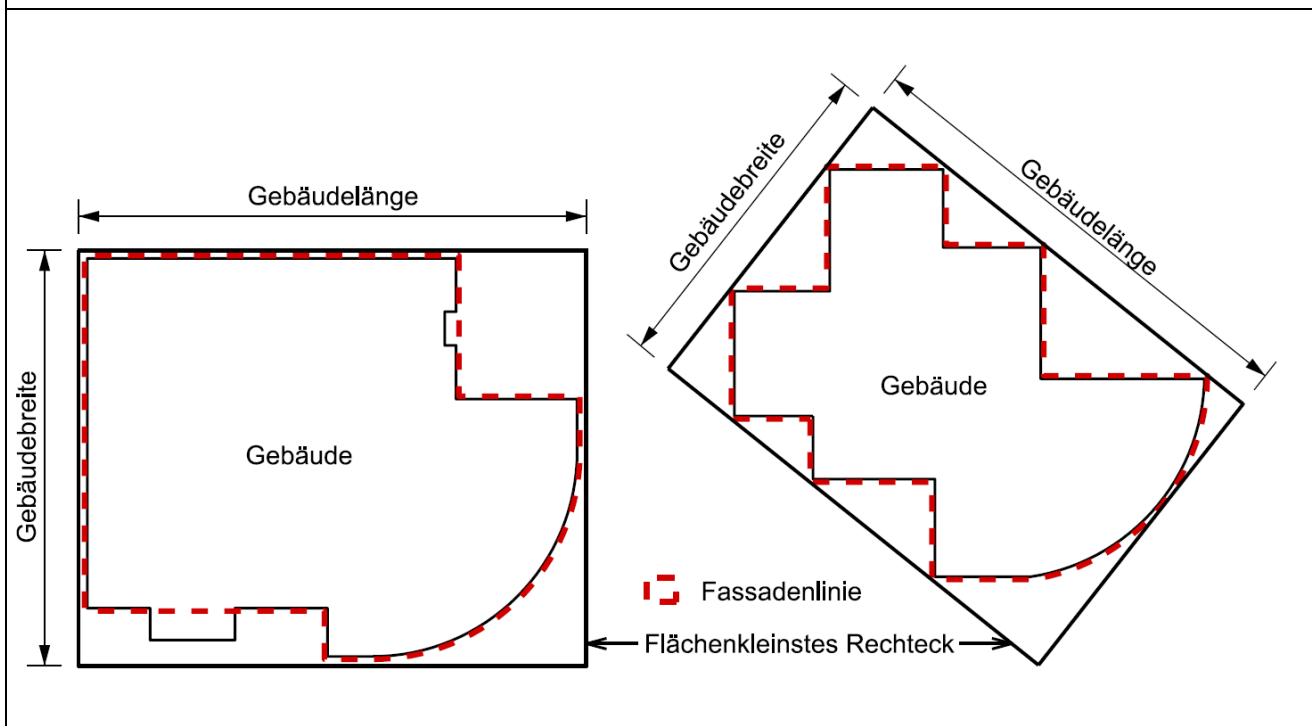 Gebäudelänge
Gebäudebreite
Gebäude
Gebäudebreite
Gebäudelänge
Gebäude
Fassadenlinie
Flächenkleinstes Rechteck